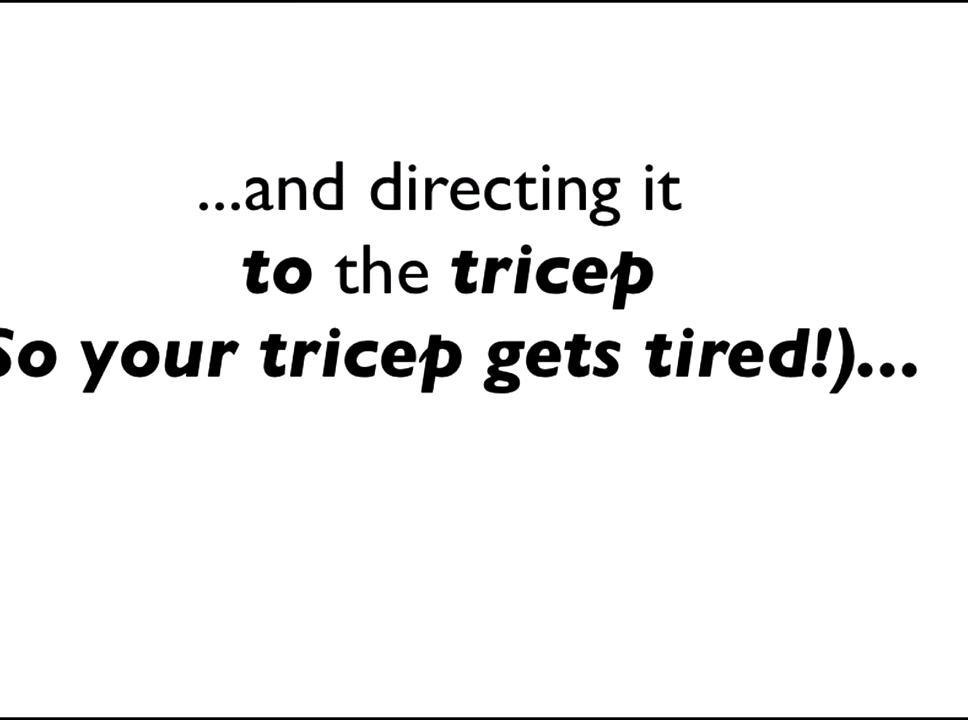 ...and directing it
to the tricep
So your tricep gets tired!)...